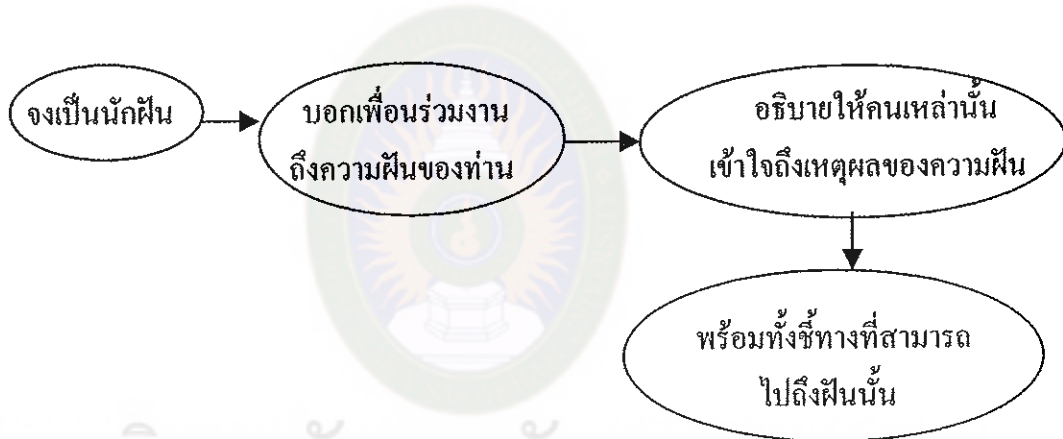 จงเป็นนักฝัน
บอกเพื่อนร่วมงาน
ถึงความฝันของท่าน
อธิบายให้คนเหล่านั้น
เข้าใจถึงเหตุผลของความฝัน
พร้อมทั้งชี้ทางที่สามารถ
ไปถึงฝันนั้น